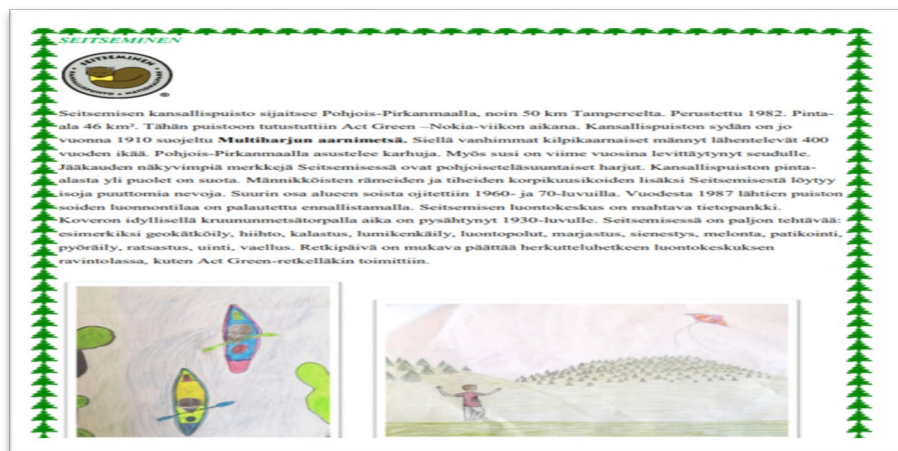 SEITSEMINEN
SEITSEMINEN
KANSALLISPUISTO • NATIONALPARK
Seitsemisen kansallispuisto sijaitsee Pohjois-Pirkanmaalla, noin 50 km Tampereelta. Perustettu 1982. Pinta-
ala 46 km². Tähän puistoon tutustuttiin Act Green –Nokia-viikon aikana. Kansallispuiston sydän on jo
vuonna 1910 suojeltu Multiharjun aarnimetsä. Siellä vanhimmat kilpikaarnaiset männyt lähentelevät 400
vuoden ikää. Pohjois-Pirkanmaalla asustelee karhuja. Myös susi on viime vuosina levittäytynyt seudulle.
Jääkauden näkyvimpiä merkkejä Seitsemisessä ovat pohjoiseteläsuuntaiset harjut. Kansallispuiston pinta-
alasta yli puolet on suota. Männikköisten rämeiden ja tiheiden korpikuusikoiden lisäksi Seitsemisestä löytyy
isoja puuttomia nevoja. Suurin osa alueen soista ojitettiin 1960- ja 70-luvuilla. Vuodesta 1987 lähtien puiston
soiden luonnontilaa on palautettu ennallistamalla. Seitsemisen luontokeskus on mahtava tietopankki.
Koveron idyllisellä kruununmetsätorpalla aika on pysähtynyt 1930-luvulle. Seitsemisessä on paljon tehtävää:
esimerkiksi geokätköily, hiihto, kalastus, lumikenkäily, luontopolut, marjastus, sienestys, melonta, patikointi,
pyöräily, ratsastus, uinti, vaellus. Retkipäivä on mukava päättää herkutteluhetkeen luontokeskuksen
ravintolassa, kuten Act Green-retkelläkin toimittiin.